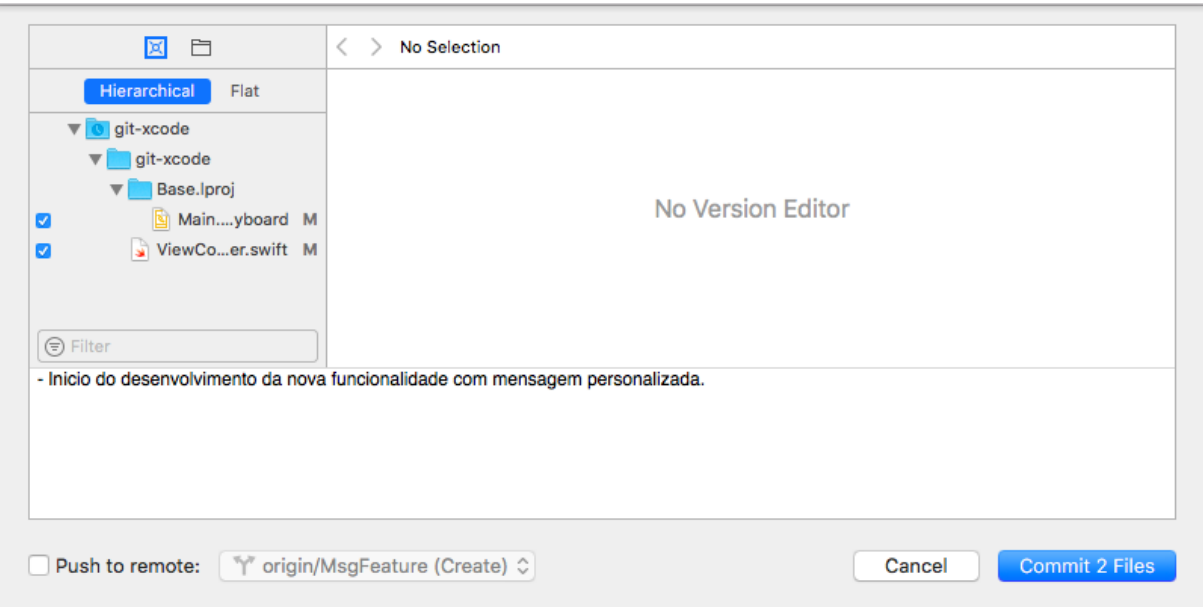 No Selection
Hierarchical Flat
git-xcode
git-xcode
Base.lproj
Main....yboard M
ViewCo...er.swift M
No Version Editor
Filter
- Inicio do desenvolvimento da nova funcionalidade com mensagem personalizada.
Push to remote: origin/MsgFeature (Create) Cancel Commit 2 Files